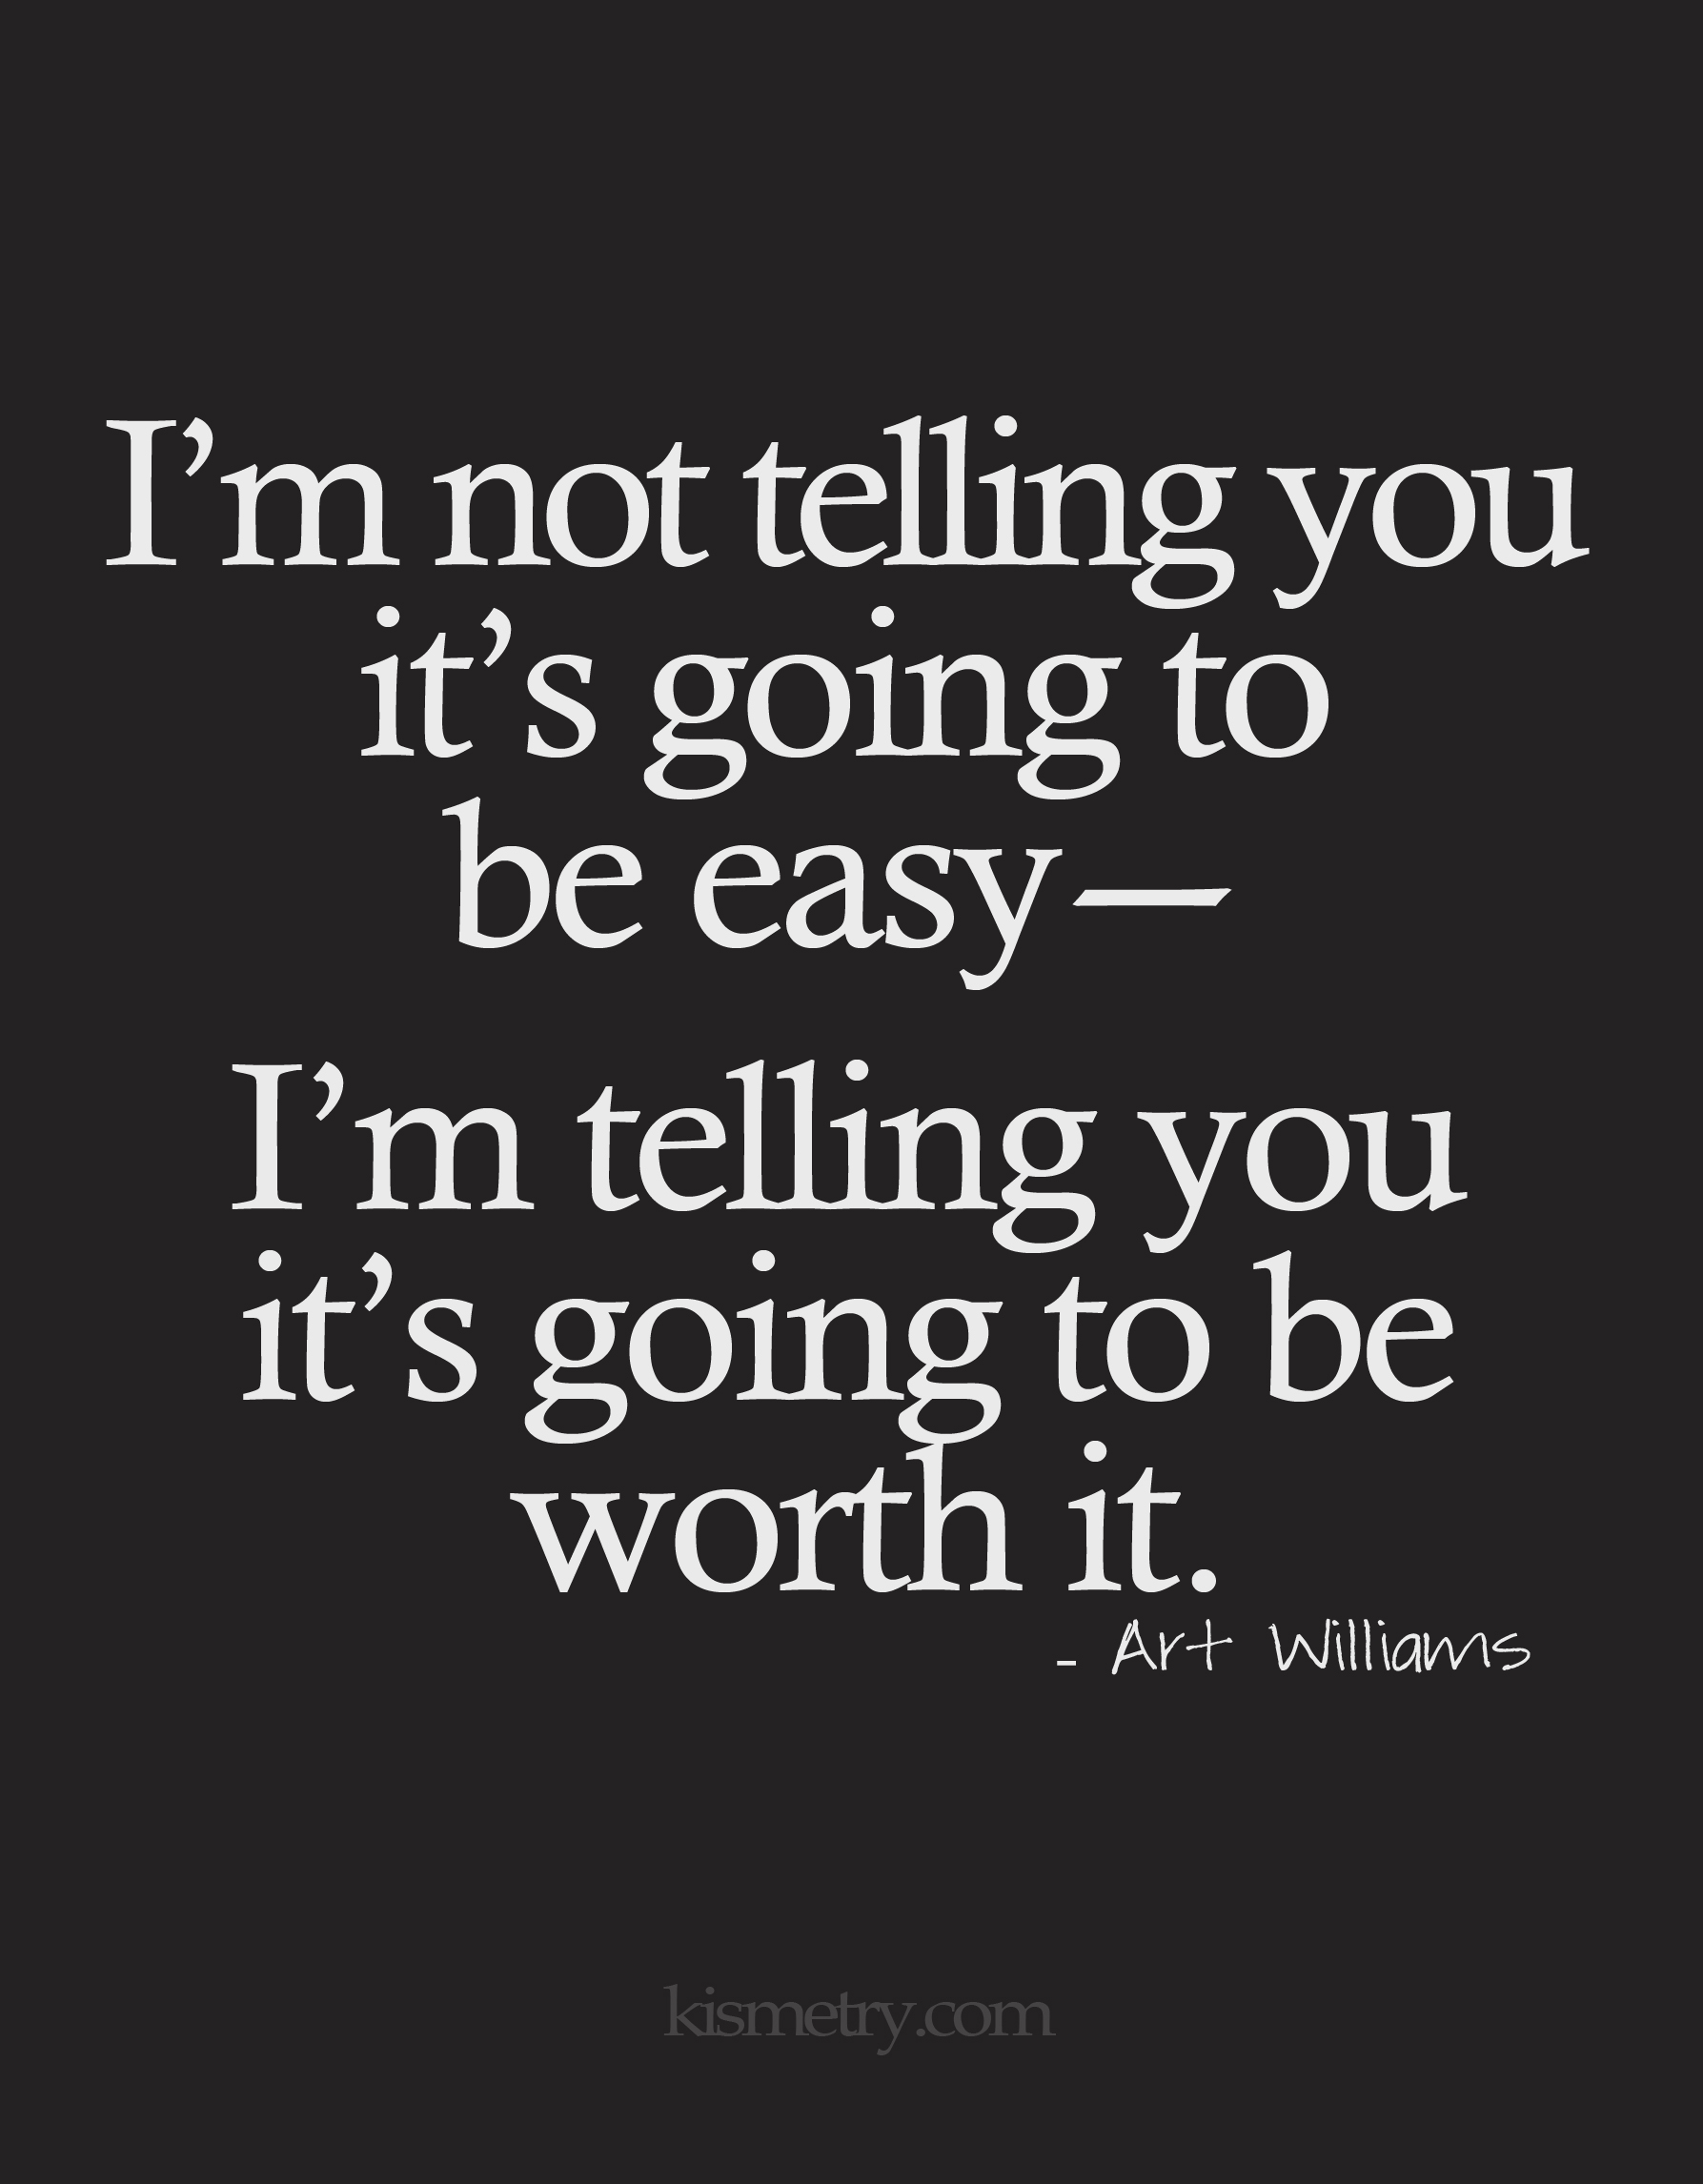 I’m not telling you
it’s going to
be easy—
I’m telling you
it’s going to be
worth it.
- Art Williams
kismetry.com